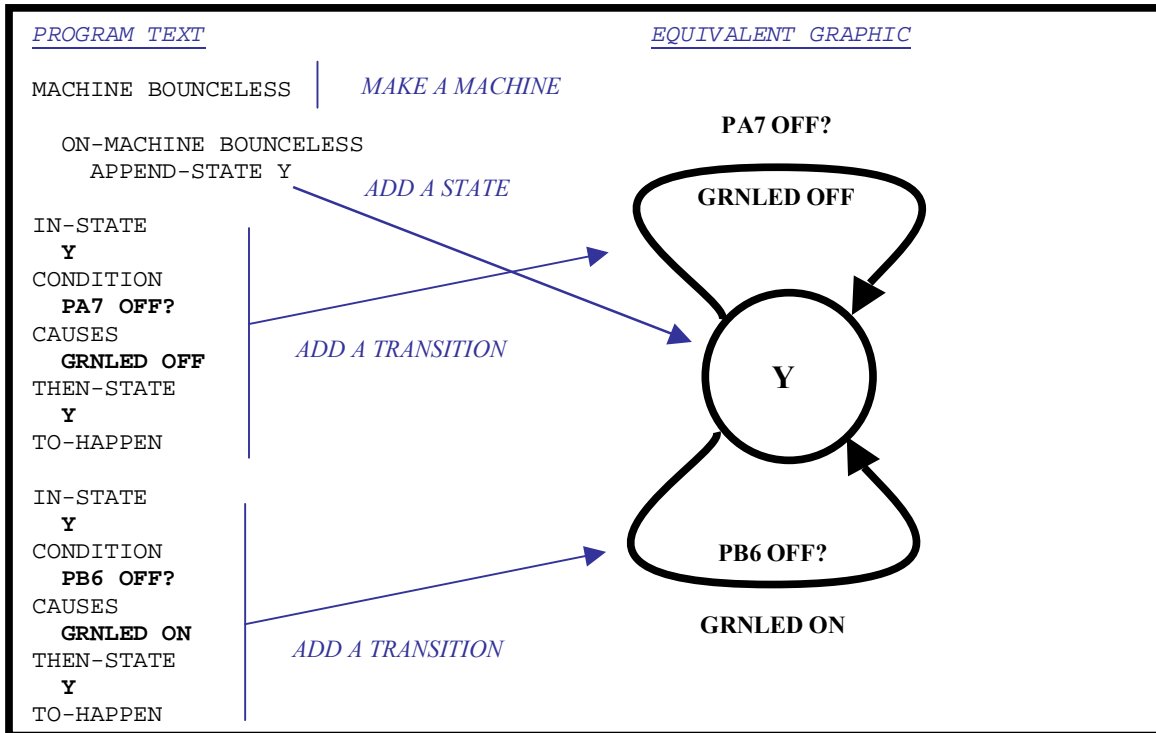 PROGRAM TEXT
EQUIVALENT GRAPHIC
MACHINE BOUNCELESS
MAKE A MACHINE
ON-MACHINE BOUNCELESS
APPEND-STATE Y
ADD A STATE
IN-STATE
Y
CONDITION
PA7 OFF?
CAUSES
GRNLED OFF
THEN-STATE
Y
TO-HAPPEN
ADD A TRANSITION
IN-STATE
Y
CONDITION
PB6 OFF?
CAUSES
GRNLED ON
THEN-STATE
Y
TO-HAPPEN
ADD A TRANSITION
PA7 OFF?
GRNLED OFF
Y
PB6 OFF?
GRNLED ON